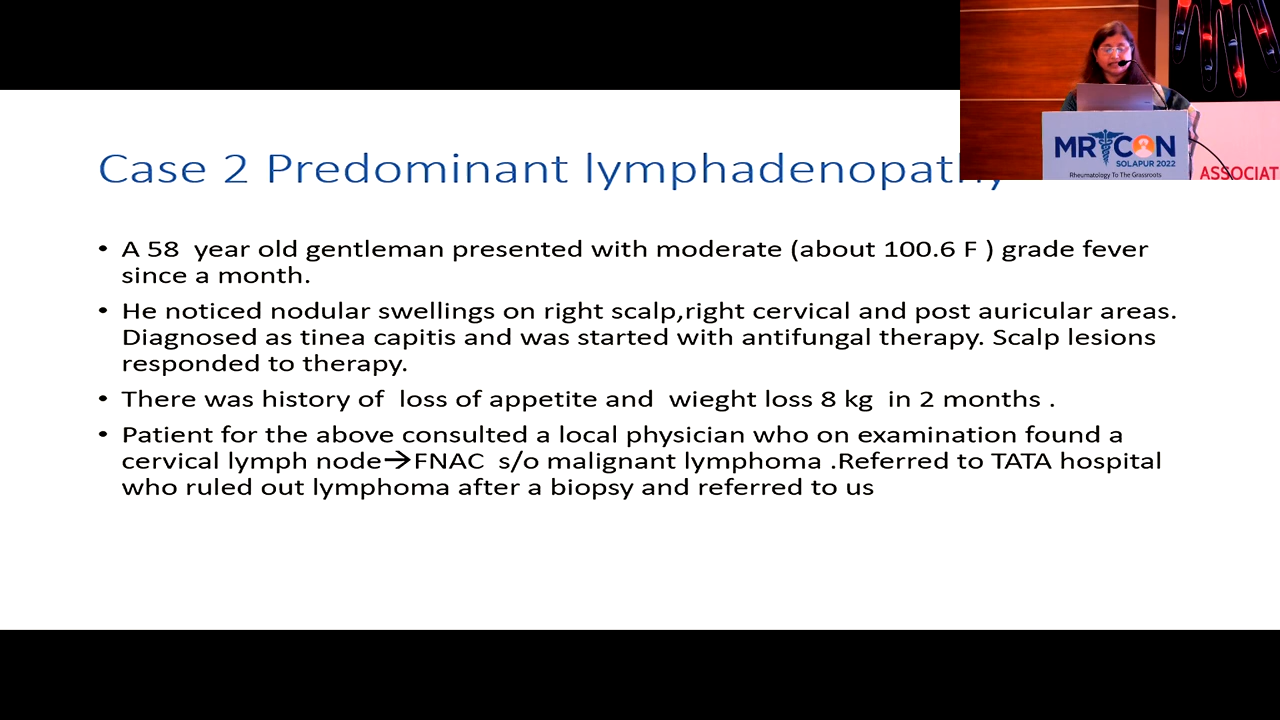 Case 2 Predominant lymphadenopathy
• A 58 year old gentleman presented with moderate (about 100.6 F ) grade fever
since a month.
• He noticed nodular swellings on right scalp,right cervical and post auricular areas.
Diagnosed as tinea capitis and was started with antifungal therapy. Scalp lesions
responded to therapy.
• There was history of loss of appetite and wieght loss 8 kg in 2 months .
• Patient for the above consulted a local physician who on examination found a
cervical lymph node→FNAC s/o malignant lymphoma .Referred to TATA hospital
who ruled out lymphoma after a biopsy and referred to us
MRCON
SOLAPUR 2022
Rheumatology To The Grassroots
ASSOCIAT